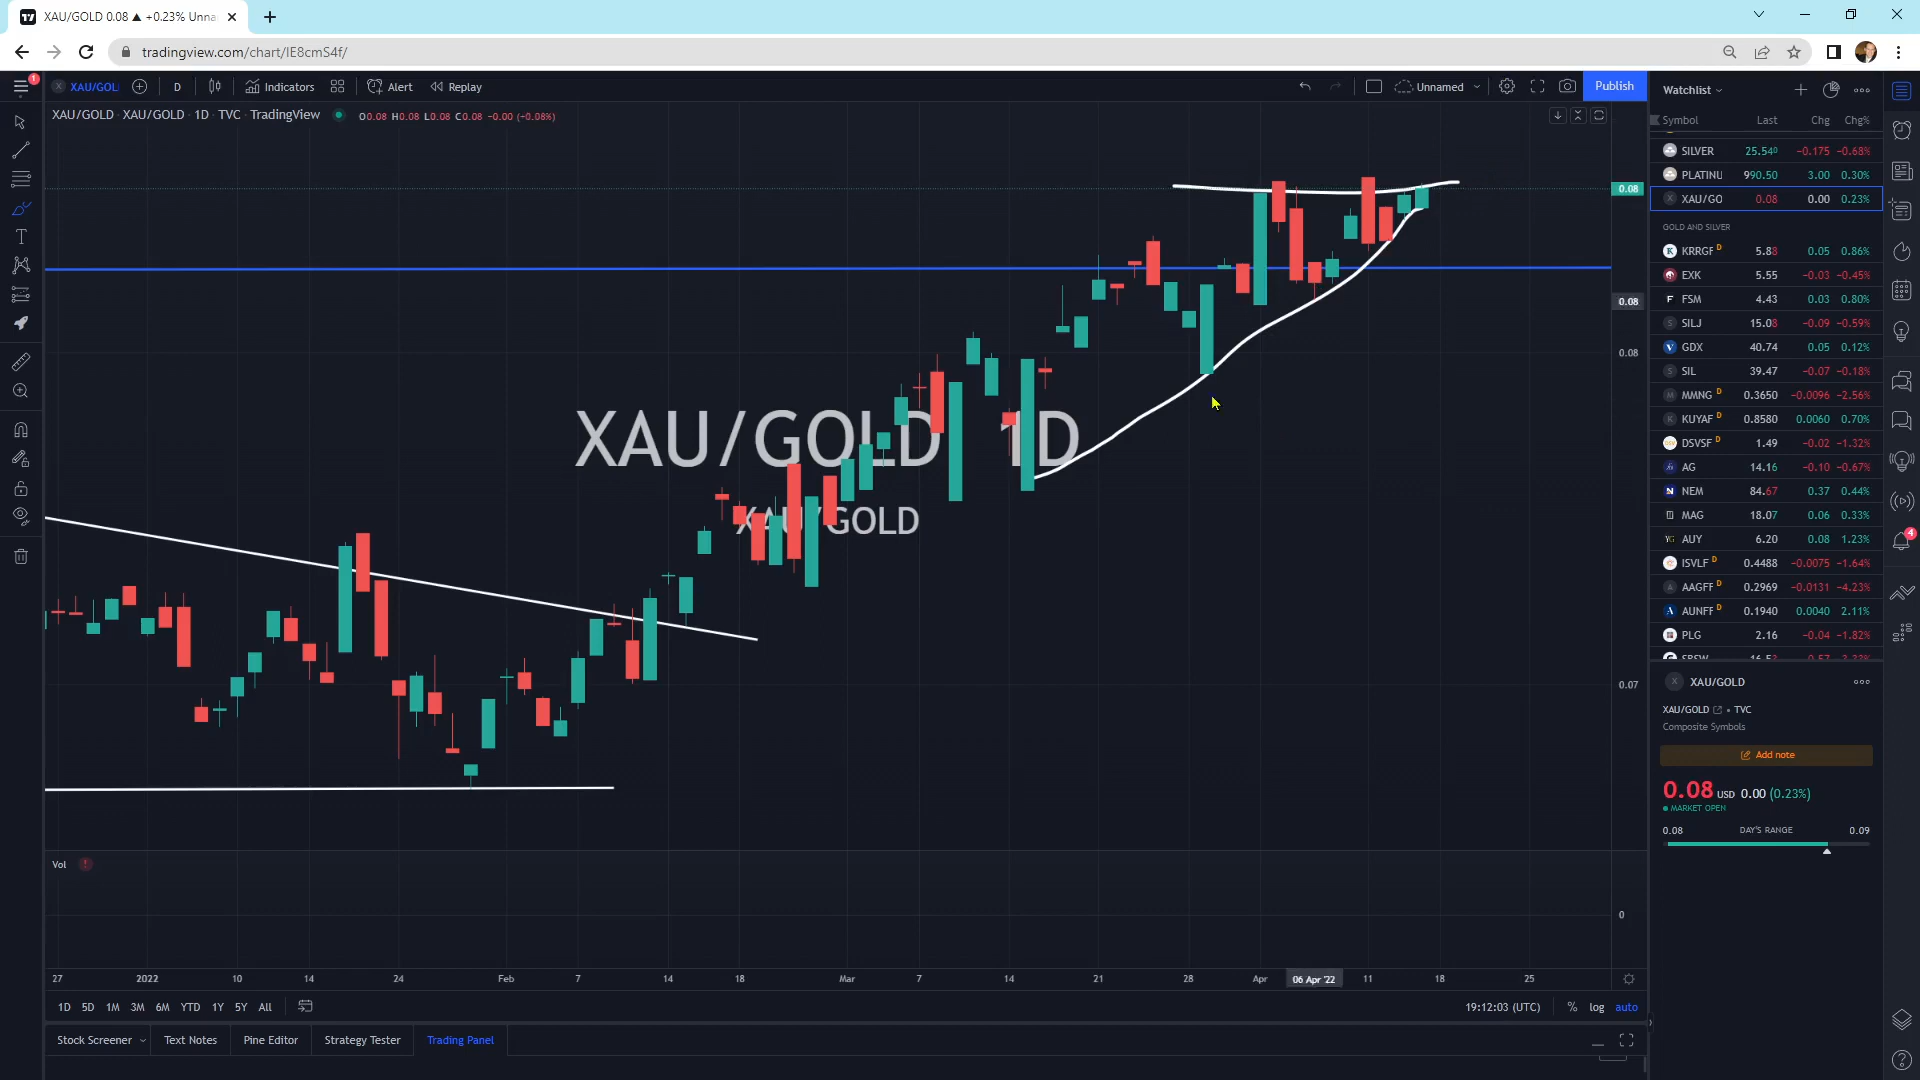 XAU/GOLD 0.08 ▲ +0.23% Unna
tradingview.com/chart/IE8cmS4f/
1
XAU/GOL
D
Indicators
Alert
Replay
Unnamed
Publish
XAU/GOLD · XAU/GOLD · 1D · TVC · TradingView
O0.08 H0.08 L0.08 C0.08 −0.00 (+0.08%)
XAU/GOLD 1D
XAU/GOLD
0.08
0.08
0.08
0.07
Vol
0
27 2022 10 14 24 Feb 7 14 18 Mar 7 14 21 28 Apr 06 Apr '22 11 18 25
1D 5D 1M 3M 6M YTD 1Y 5Y All
19:12:03 (UTC) % log auto
Stock Screener Text Notes Pine Editor Strategy Tester Trading Panel
Watchlist
Symbol Last Chg Chg%
SILVER 25.540 −0.175 −0.68%
PLATINU 990.50 3.00 0.30%
XAU/GO 0.08 0.00 0.23%
GOLD AND SILVER
KRRGF D 5.88 0.05 0.86%
EXK 5.55 −0.03 −0.45%
FSM 4.43 0.03 0.80%
SILJ 15.08 −0.09 −0.59%
GDX 40.74 0.05 0.12%
SIL 39.47 −0.07 −0.18%
MMNG D 0.3650 −0.0096 −2.56%
KUYAF D 0.8580 0.0060 0.70%
DSVSF D 1.49 −0.02 −1.32%
AG 14.16 −0.10 −0.67%
NEM 84.67 0.37 0.44%
MAG 18.07 0.06 0.33%
AUY 6.20 0.08 1.23%
ISVLF D 0.4488 −0.0075 −1.64%
AAGFF D 0.2969 −0.0131 −4.23%
AUNFF D 0.1940 0.0040 2.11%
PLG 2.16 −0.04 −1.82%
XAU/GOLD
XAU/GOLD • TVC
Composite Symbols
Add note
0.08 USD 0.00 (0.23%)
MARKET OPEN
0.08 DAY'S RANGE 0.09
4